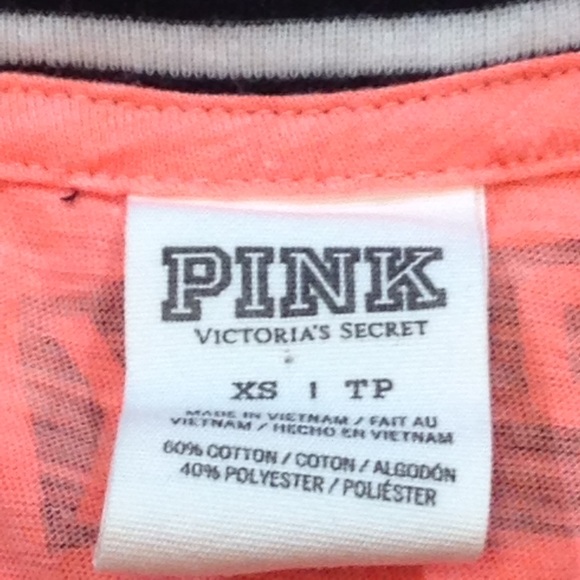 PINK
VICTORIA'S SECRET
XS | TP
MADE IN VIETNAM / FAIT AU
VIETNAM / HECHO EN VIETNAM
60% COTTON / COTON / ALGODÓN
40% POLYESTER / POLIÉSTER